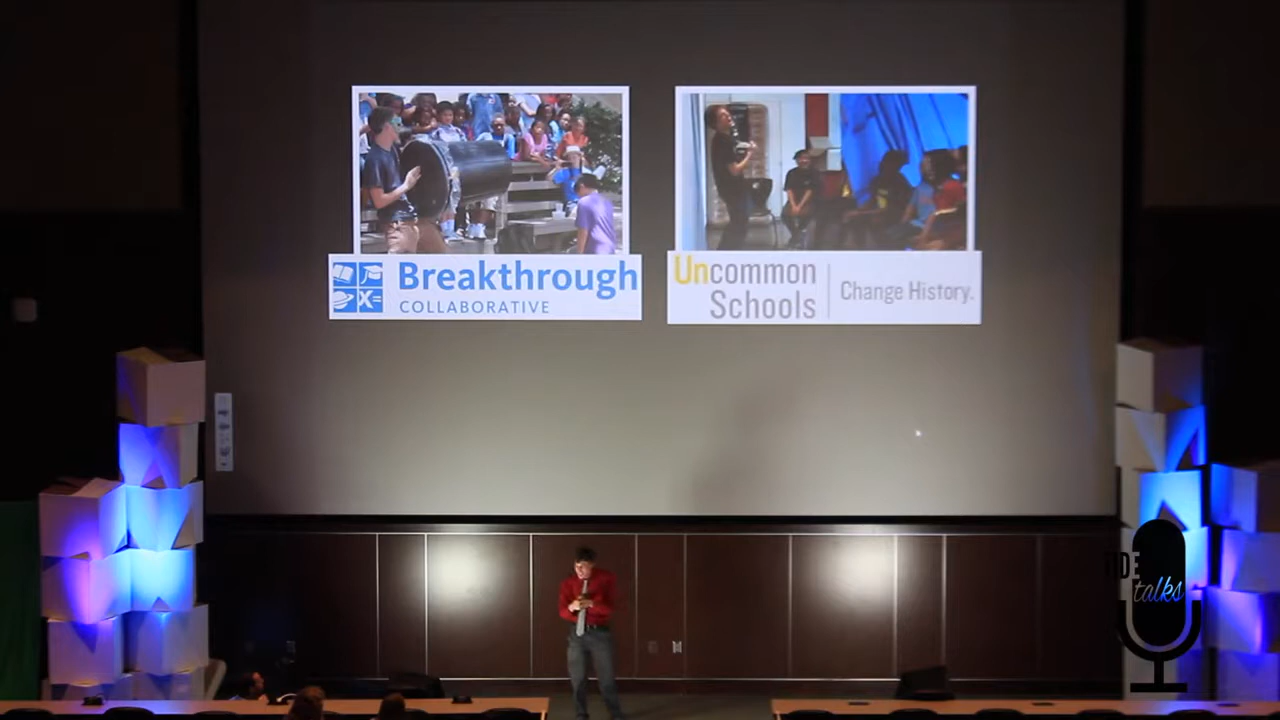 Breakthrough
COLLABORATIVE
X=
Uncommon
Schools
Change History.
talks